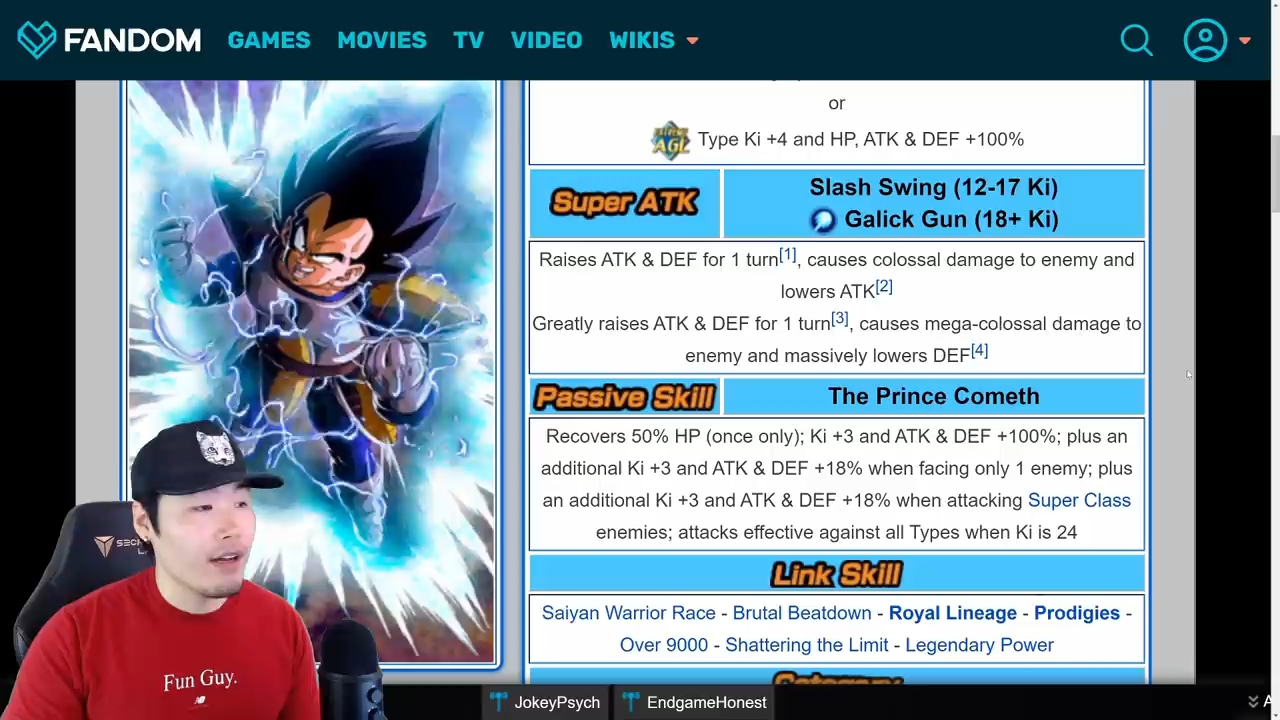 FANDOM GAMES MOVIES TV VIDEO WIKIS
or
EXTREME AGL Type Ki +4 and HP, ATK & DEF +100%
Super ATK
Slash Swing (12-17 Ki)
Galick Gun (18+ Ki)
Raises ATK & DEF for 1 turn[1], causes colossal damage to enemy and
lowers ATK[2]
Greatly raises ATK & DEF for 1 turn[3], causes mega-colossal damage to
enemy and massively lowers DEF[4]
Passive Skill
The Prince Cometh
Recovers 50% HP (once only); Ki +3 and ATK & DEF +100%; plus an
additional Ki +3 and ATK & DEF +18% when facing only 1 enemy; plus
an additional Ki +3 and ATK & DEF +18% when attacking Super Class
enemies; attacks effective against all Types when Ki is 24
Link Skill
Saiyan Warrior Race - Brutal Beatdown - Royal Lineage - Prodigies -
Over 9000 - Shattering the Limit - Legendary Power
Category
SECR
Fun Guy.
JokeyPsych
EndgameHonest
A